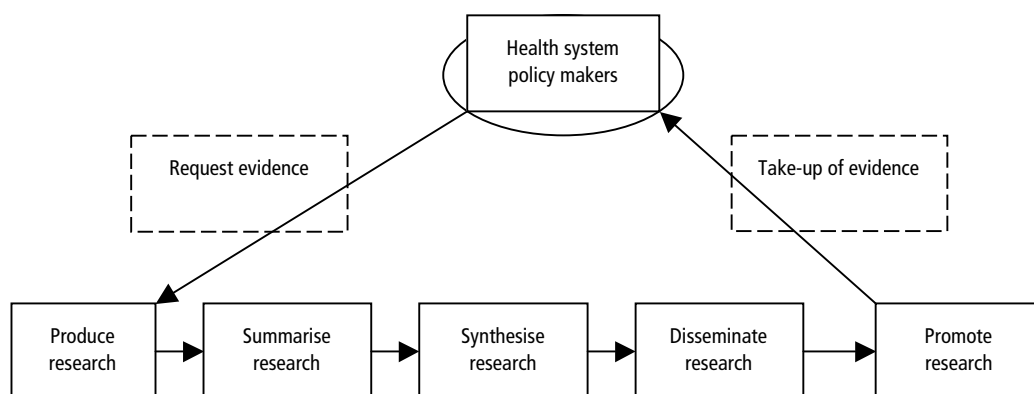 Health system
policy makers
Request evidence
Take-up of evidence
Produce
research
Summarise
research
Synthesise
research
Disseminate
research
Promote
research